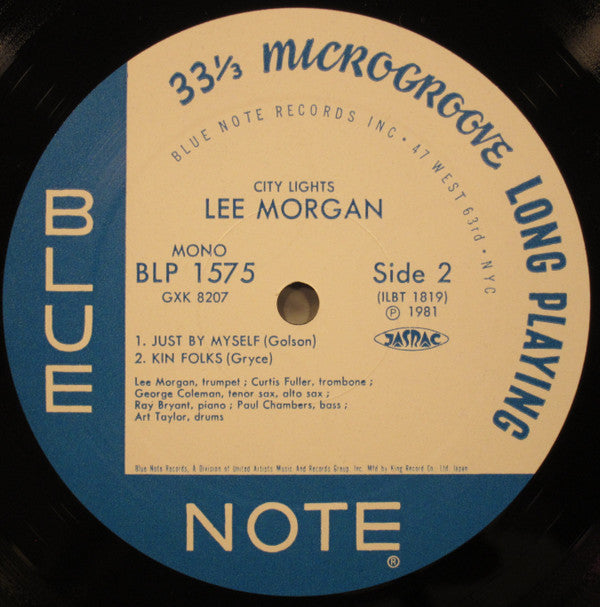 33 1/3 MICROGROOVE LONG PLAYING
BLUE NOTE RECORDS INC • 47 WEST 63rd • NYC
CITY LIGHTS
LEE MORGAN
MONO
BLP 1575
GXK 8207
Side 2
(ILBT 1819)
Ⓟ 1981
JASRAC
1. JUST BY MYSELF (Golson)
2. KIN FOLKS (Gryce)
Lee Morgan, trumpet ; Curtis Fuller, trombone ;
George Coleman, tenor sax, alto sax ;
Ray Bryant, piano ; Paul Chambers, bass ;
Art Taylor, drums
Blue Note Records, A Division of United Artists Music And Records Group, Inc. Mfd by King Record Co. Ltd. Japan
BLUE
NOTE®